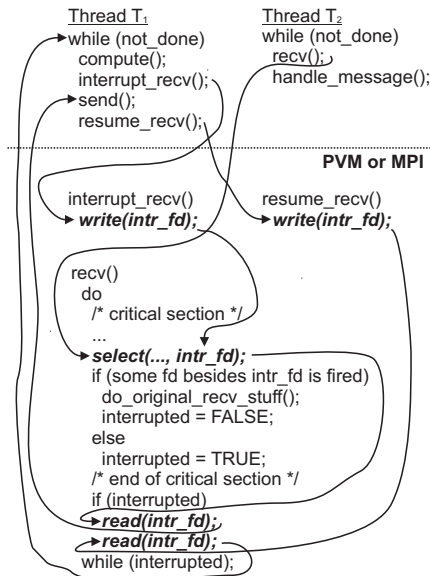 Thread T1
Thread T2
while (not_done)
compute();
interrupt_recv();
send();
resume_recv();
while (not_done)
recv();
handle_message();
PVM or MPI
interrupt_recv()
write(intr_fd);
resume_recv()
write(intr_fd);
recv()
do
/* critical section */
...
select(..., intr_fd);
if (some fd besides intr_fd is fired)
do_original_recv_stuff();
interrupted = FALSE;
else
interrupted = TRUE;
/* end of critical section */
if (interrupted)
read(intr_fd);
read(intr_fd);
while (interrupted);